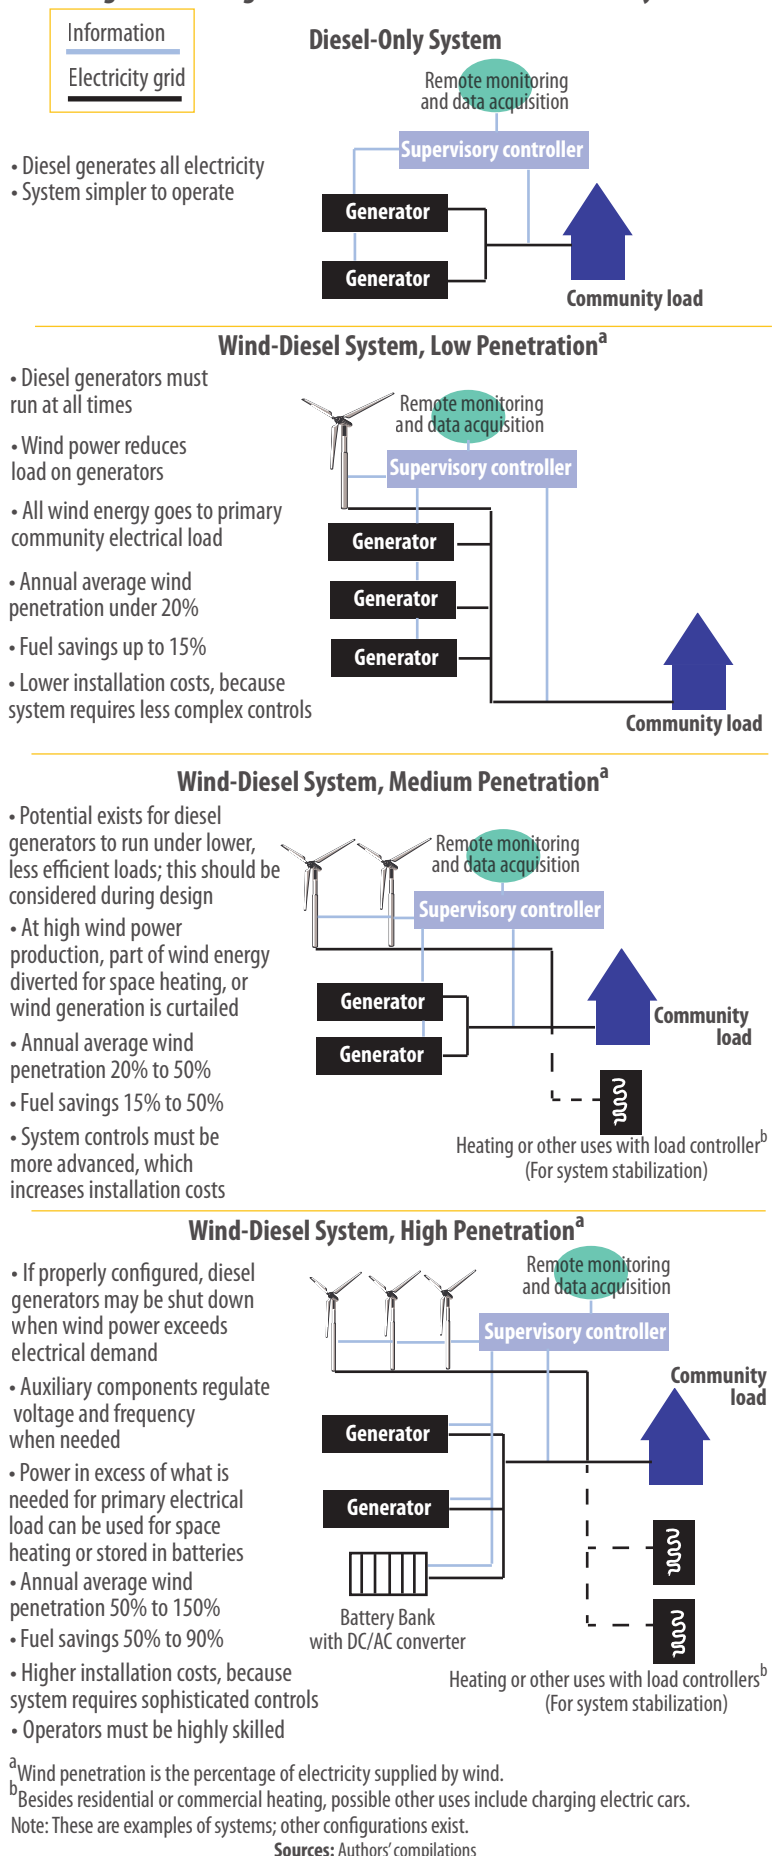 Information
Electricity grid
Diesel-Only System
Remote monitoring
and data acquisition
Supervisory controller
• Diesel generates all electricity
• System simpler to operate
Generator
Generator
Community load
Wind-Diesel System, Low Penetrationa
• Diesel generators must
run at all times
• Wind power reduces
load on generators
• All wind energy goes to primary
community electrical load
• Annual average wind
penetration under 20%
• Fuel savings up to 15%
• Lower installation costs, because
system requires less complex controls
Remote monitoring
and data acquisition
Supervisory controller
Generator
Generator
Generator
Community load
Wind-Diesel System, Medium Penetrationa
• Potential exists for diesel
generators to run under lower,
less efficient loads; this should be
considered during design
• At high wind power
production, part of wind energy
diverted for space heating, or
wind generation is curtailed
• Annual average wind
penetration 20% to 50%
• Fuel savings 15% to 50%
• System controls must be
more advanced, which
increases installation costs
Remote monitoring
and data acquisition
Supervisory controller
Generator
Generator
Community
load
Heating or other uses with load controllerb
(For system stabilization)
Wind-Diesel System, High Penetrationa
• If properly configured, diesel
generators may be shut down
when wind power exceeds
electrical demand
• Auxiliary components regulate
voltage and frequency
when needed
• Power in excess of what is
needed for primary electrical
load can be used for space
heating or stored in batteries
• Annual average wind
penetration 50% to 150%
• Fuel savings 50% to 90%
• Higher installation costs, because
system requires sophisticated controls
• Operators must be highly skilled
Remote monitoring
and data acquisition
Supervisory controller
Community
load
Generator
Generator
Battery Bank
with DC/AC converter
Heating or other uses with load controllersb
(For system stabilization)
aWind penetration is the percentage of electricity supplied by wind.
bBesides residential or commercial heating, possible other uses include charging electric cars.
Note: These are examples of systems; other configurations exist.
Sources: Authors' compilations